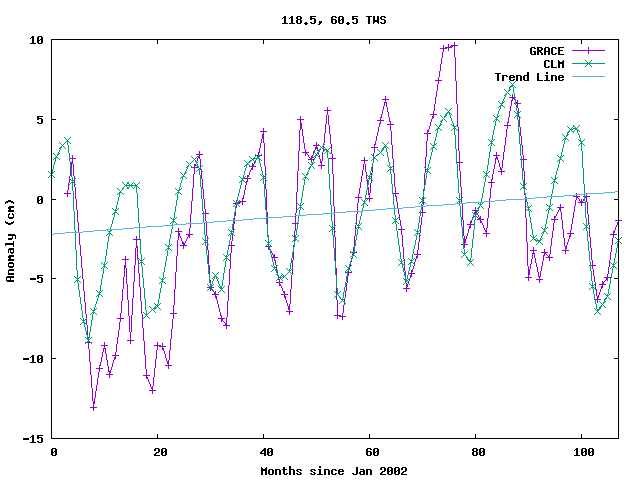 118.5, 60.5 TWS
10
5
0
-5
-10
-15
Anomaly (cm)
GRACE
CLM
Trend Line
0 20 40 60 80 100
Months since Jan 2002